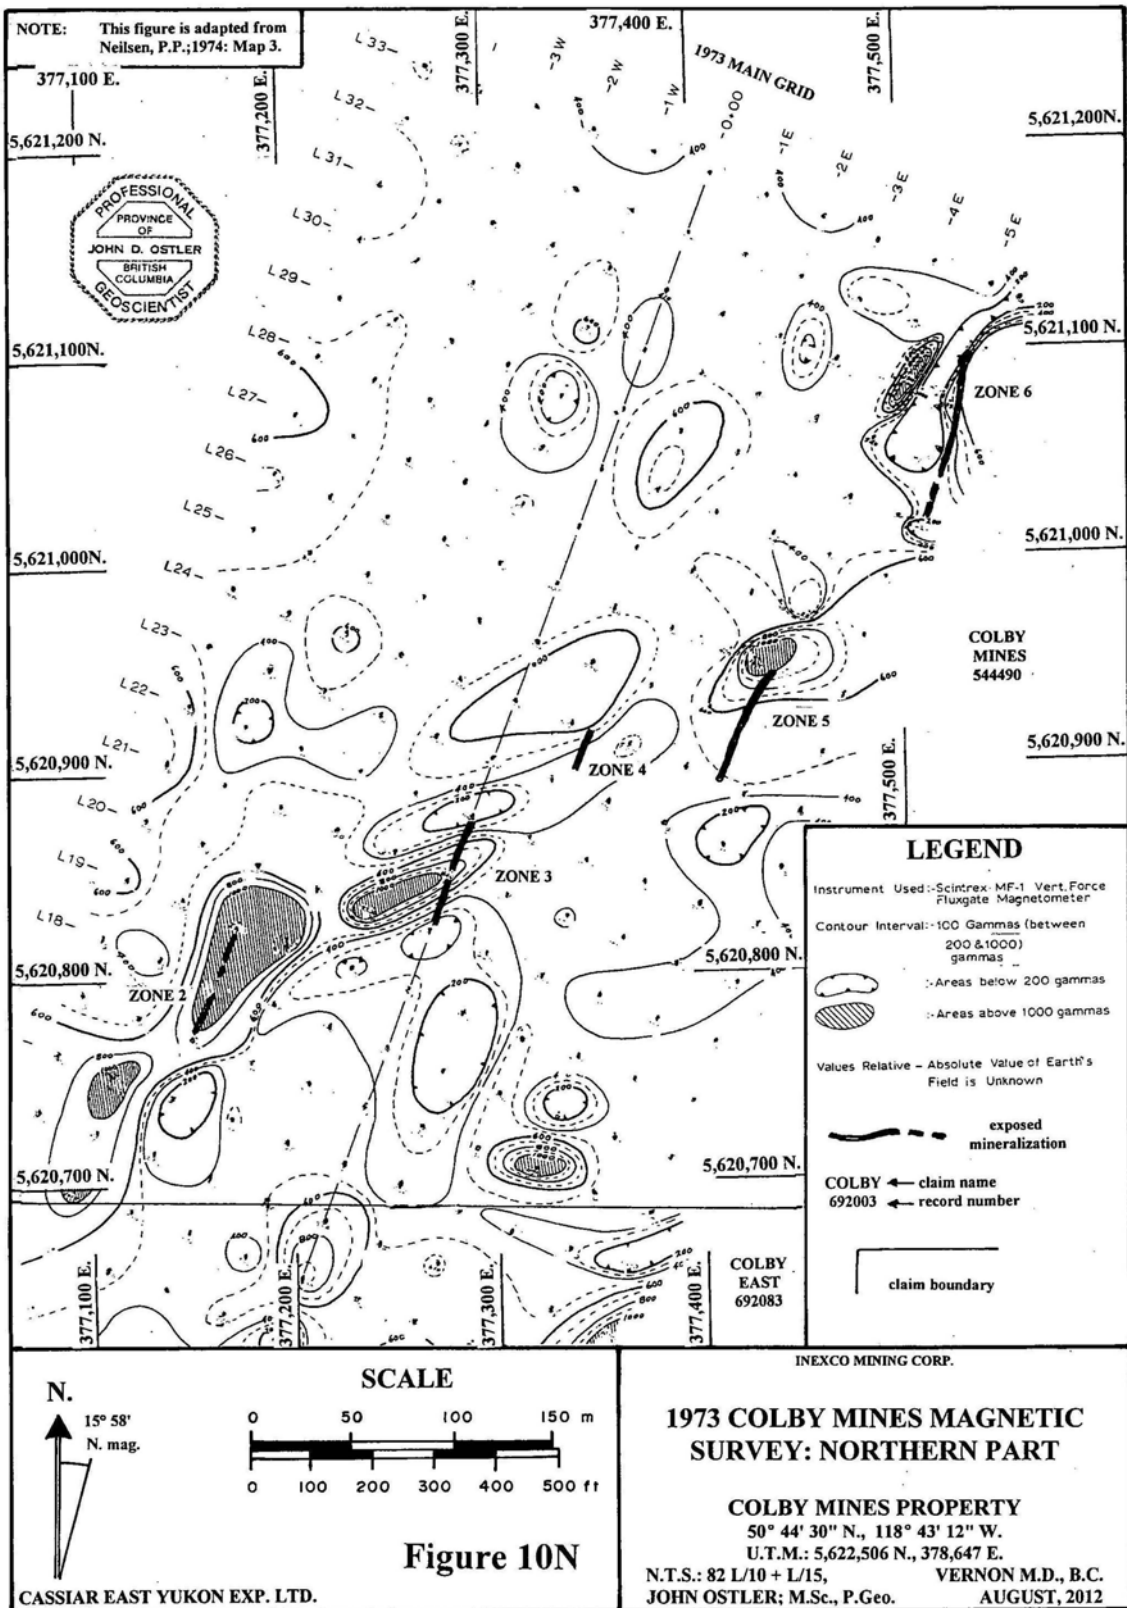 NOTE: This figure is adapted from
Neilsen, P.P.;1974: Map 3.
377,100 E.
377,200 E.
377,300 E.
377,400 E.
377,500 E.
1973 MAIN GRID
5,621,200 N.
5,621,200N.
PROFESSIONAL
PROVINCE
OF
JOHN D. OSTLER
BRITISH
COLUMBIA
GEOSCIENTIST
L33-
L32-
L31-
L30-
L29-
L28-
L27-
L26-
L25-
L24-
L23-
L22-
L21-
L20-
L19-
L18-
-3W
-2W
-1W
-0+00
-1E
-2E
-3E
-4E
-5E
5,621,100N.
5,621,100 N.
ZONE 6
5,621,000N.
5,621,000 N.
COLBY
MINES
544490
ZONE 5
ZONE 4
5,620,900 N.
5,620,900 N.
377,500 E.
ZONE 3
ZONE 2
5,620,800 N.
5,620,800 N.
5,620,700 N.
5,620,700 N.
377,100 E.
377,200 E.
377,300 E.
377,400 E.
COLBY
EAST
692083
LEGEND
Instrument Used:-Scintrex- MF-1 Vert. Force
Fluxgate Magnetometer
Contour Interval:-100 Gammas (between
200 & 1000)
gammas
:-Areas below 200 gammas
:-Areas above 1000 gammas
Values Relative - Absolute Value of Earth's
Field is Unknown
exposed
mineralization
COLBY claim name
692003 record number
claim boundary
N.
15° 58'
N. mag.
SCALE
0 50 100 150 m
0 100 200 300 400 500 ft
Figure 10N
CASSIAR EAST YUKON EXP. LTD.
INEXCO MINING CORP.
1973 COLBY MINES MAGNETIC
SURVEY: NORTHERN PART
COLBY MINES PROPERTY
50° 44' 30" N., 118° 43' 12" W.
U.T.M.: 5,622,506 N., 378,647 E.
N.T.S.: 82 L/10 + L/15, VERNON M.D., B.C.
JOHN OSTLER; M.Sc., P.Geo. AUGUST, 2012